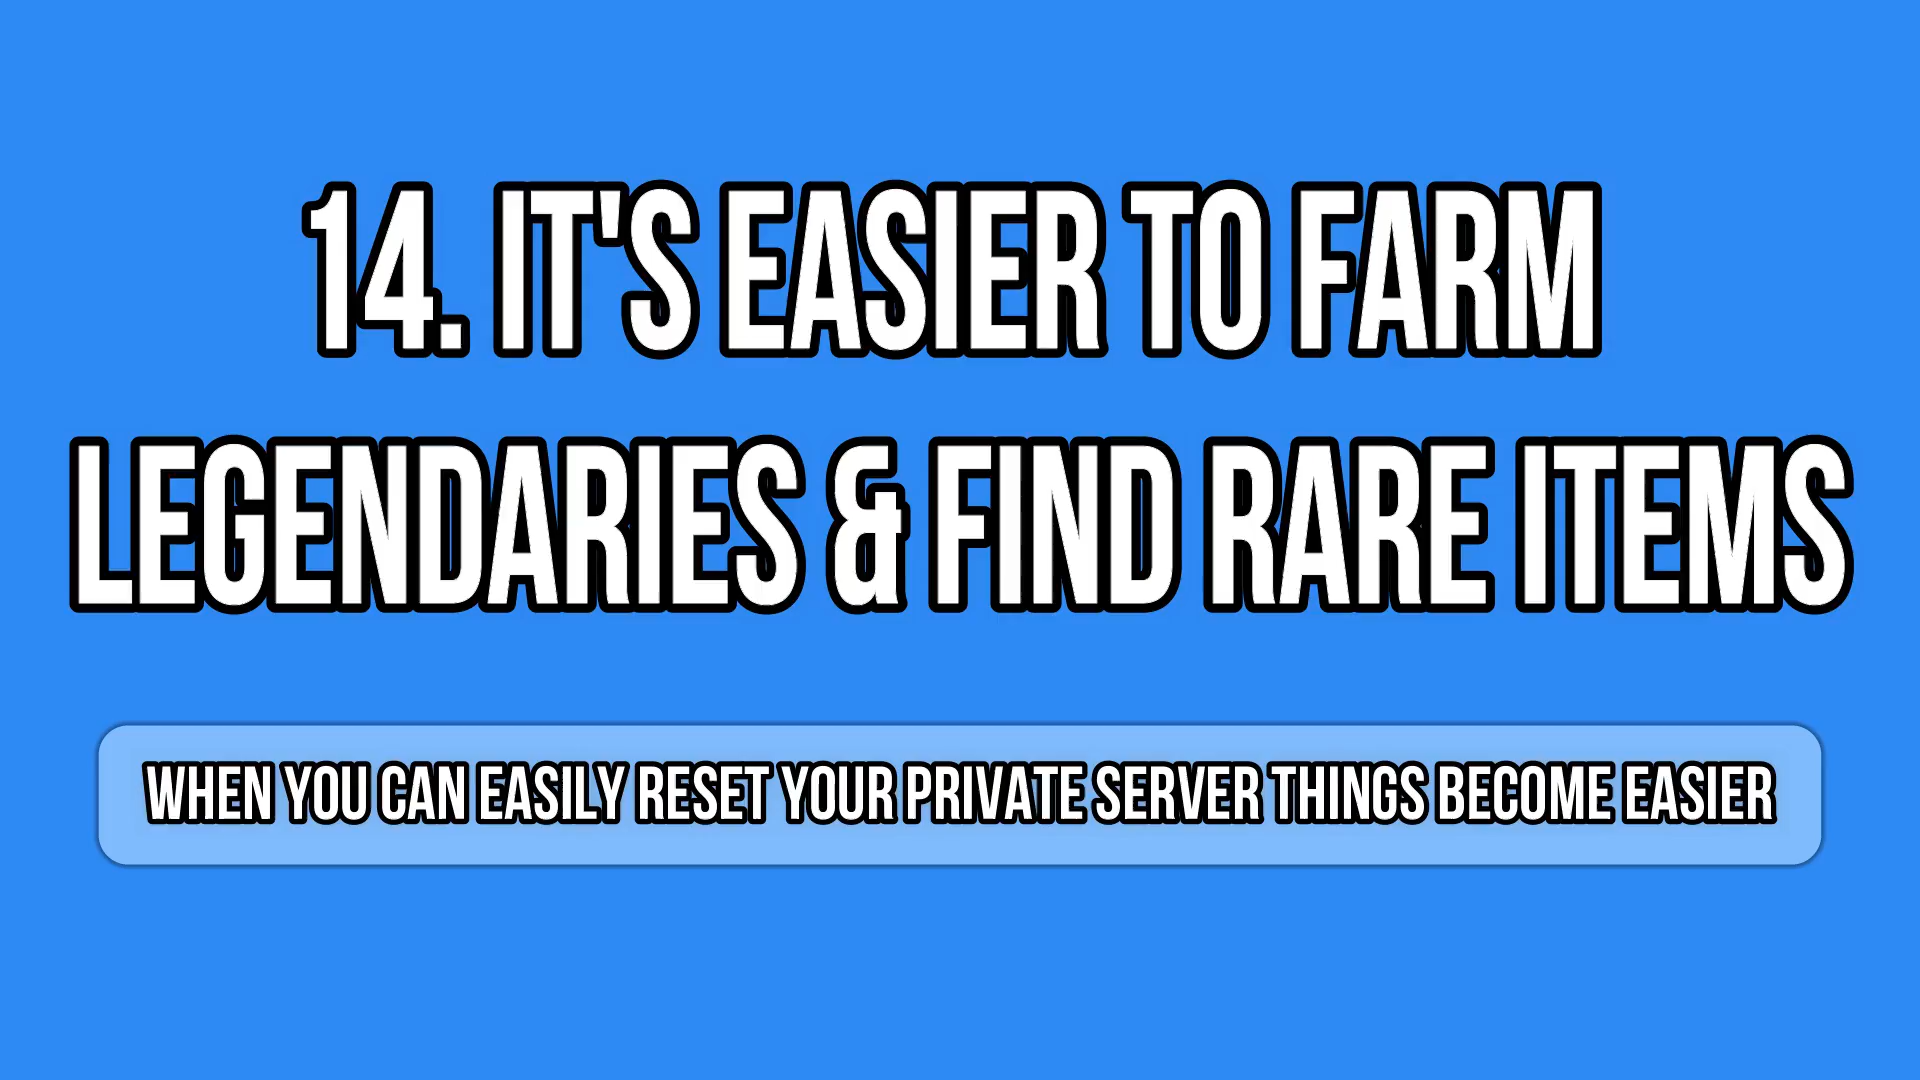 14. IT'S EASIER TO FARM
LEGENDARIES & FIND RARE ITEMS
WHEN YOU CAN EASILY RESET YOUR PRIVATE SERVER THINGS BECOME EASIER